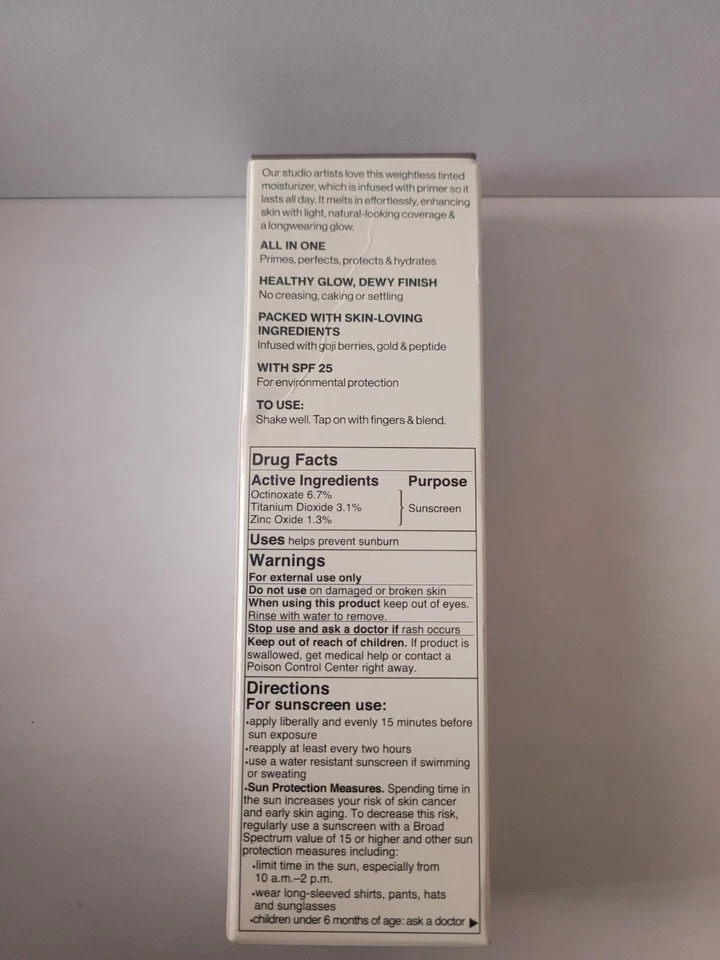 Our studio artists love this weightless tinted
moisturizer, which is infused with primer so it
lasts all day. It melts in effortlessly, enhancing
skin with light, natural-looking coverage &
a longwearing glow.
ALL IN ONE
Primes, perfects, protects & hydrates
HEALTHY GLOW, DEWY FINISH
No creasing, caking or settling
PACKED WITH SKIN-LOVING
INGREDIENTS
Infused with goji berries, gold & peptide
WITH SPF 25
For environmental protection
TO USE:
Shake well. Tap on with fingers & blend.
Drug Facts
Active Ingredients Purpose
Octinoxate 6.7%
Titanium Dioxide 3.1% Sunscreen
Zinc Oxide 1.3%
Uses helps prevent sunburn
Warnings
For external use only
Do not use on damaged or broken skin
When using this product keep out of eyes.
Rinse with water to remove.
Stop use and ask a doctor if rash occurs
Keep out of reach of children. If product is
swallowed, get medical help or contact a
Poison Control Center right away.
Directions
For sunscreen use:
•apply liberally and evenly 15 minutes before
sun exposure
•reapply at least every two hours
•use a water resistant sunscreen if swimming
or sweating
•Sun Protection Measures. Spending time in
the sun increases your risk of skin cancer
and early skin aging. To decrease this risk,
regularly use a sunscreen with a Broad
Spectrum value of 15 or higher and other sun
protection measures including:
•limit time in the sun, especially from
10 a.m.–2 p.m.
•wear long-sleeved shirts, pants, hats
and sunglasses
•children under 6 months of age: ask a doctor ▶